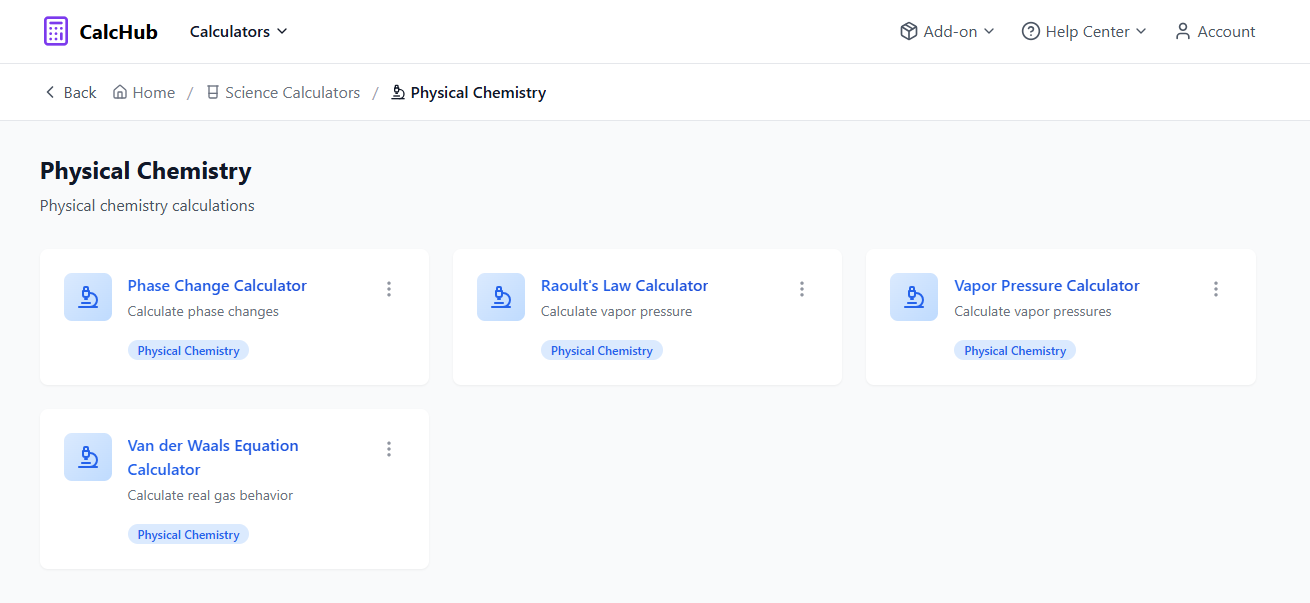 CalcHub Calculators Add-on Help Center Account
Back Home / Science Calculators / Physical Chemistry
Physical Chemistry
Physical chemistry calculations
Phase Change Calculator
Calculate phase changes
Physical Chemistry
Raoult's Law Calculator
Calculate vapor pressure
Physical Chemistry
Vapor Pressure Calculator
Calculate vapor pressures
Physical Chemistry
Van der Waals Equation
Calculator
Calculate real gas behavior
Physical Chemistry